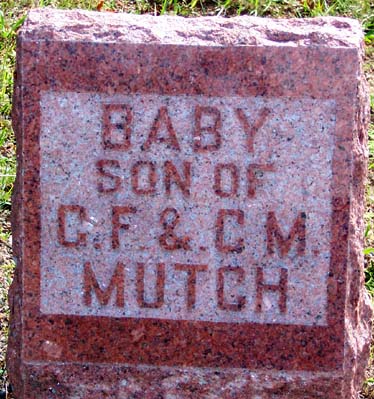 BABY
SON OF
C.F. & C.M.
MUTCH